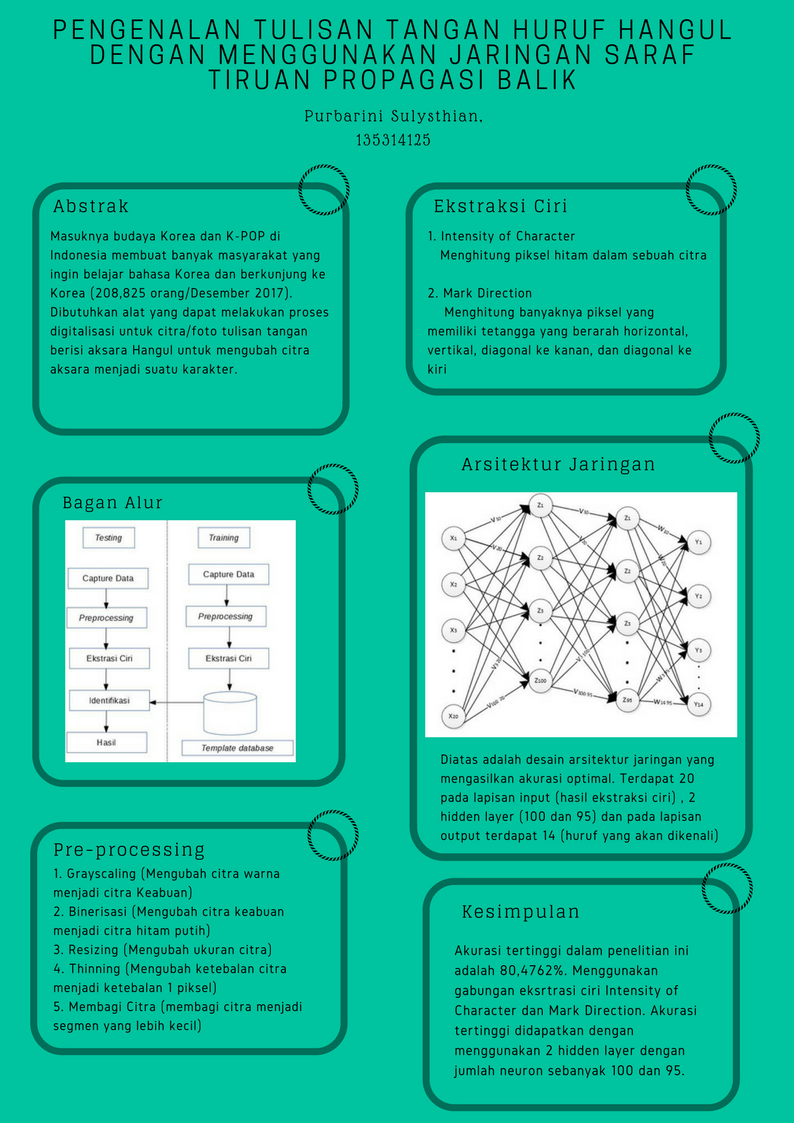 PENGENALAN TULISAN TANGAN HURUF HANGUL
DENGAN MENGGUNAKAN JARINGAN SARAF
TIRUAN PROPAGASI BALIK
Purbarini Sulysthian,
135314125
Abstrak
Masuknya budaya Korea dan K-POP di
Indonesia membuat banyak masyarakat yang
ingin belajar bahasa Korea dan berkunjung ke
Korea (208,825 orang/Desember 2017).
Dibutuhkan alat yang dapat melakukan proses
digitalisasi untuk citra/foto tulisan tangan
berisi aksara Hangul untuk mengubah citra
aksara menjadi suatu karakter.
Bagan Alur
Testing
Training
Capture Data
Capture Data
Preprocessing
Preprocessing
Ekstrasi Ciri
Ekstrasi Ciri
Identifikasi
Hasil
Template database
Pre-processing
1. Grayscaling (Mengubah citra warna
menjadi citra Keabuan)
2. Binerisasi (Mengubah citra keabuan
menjadi citra hitam putih)
3. Resizing (Mengubah ukuran citra)
4. Thinning (Mengubah ketebalan citra
menjadi ketebalan 1 piksel)
5. Membagi Citra (membagi citra menjadi
segmen yang lebih kecil)
Ekstraksi Ciri
1. Intensity of Character
Menghitung piksel hitam dalam sebuah citra
2. Mark Direction
Menghitung banyaknya piksel yang
memiliki tetangga yang berarah horizontal,
vertikal, diagonal ke kanan, dan diagonal ke
kiri
Arsitektur Jaringan
X1
X2
X3
X20
Z1
Z2
Z3
Z100
Z1
Z2
Z3
Z95
Y1
Y2
Y3
Y14
V100 95
W14 95
Diatas adalah desain arsitektur jaringan yang
mengasilkan akurasi optimal. Terdapat 20
pada lapisan input (hasil ekstraksi ciri) , 2
hidden layer (100 dan 95) dan pada lapisan
output terdapat 14 (huruf yang akan dikenali)
Kesimpulan
Akurasi tertinggi dalam penelitian ini
adalah 80,4762%. Menggunakan
gabungan eksrtrasi ciri Intensity of
Character dan Mark Direction. Akurasi
tertinggi didapatkan dengan
menggunakan 2 hidden layer dengan
jumlah neuron sebanyak 100 dan 95.